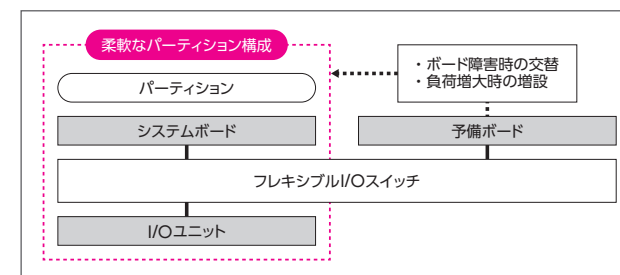 柔軟なパーティション構成
・ボード障害時の交替
・負荷増大時の増設
パーティション
システムボード
予備ボード
フレキシブルI/Oスイッチ
I/Oユニット